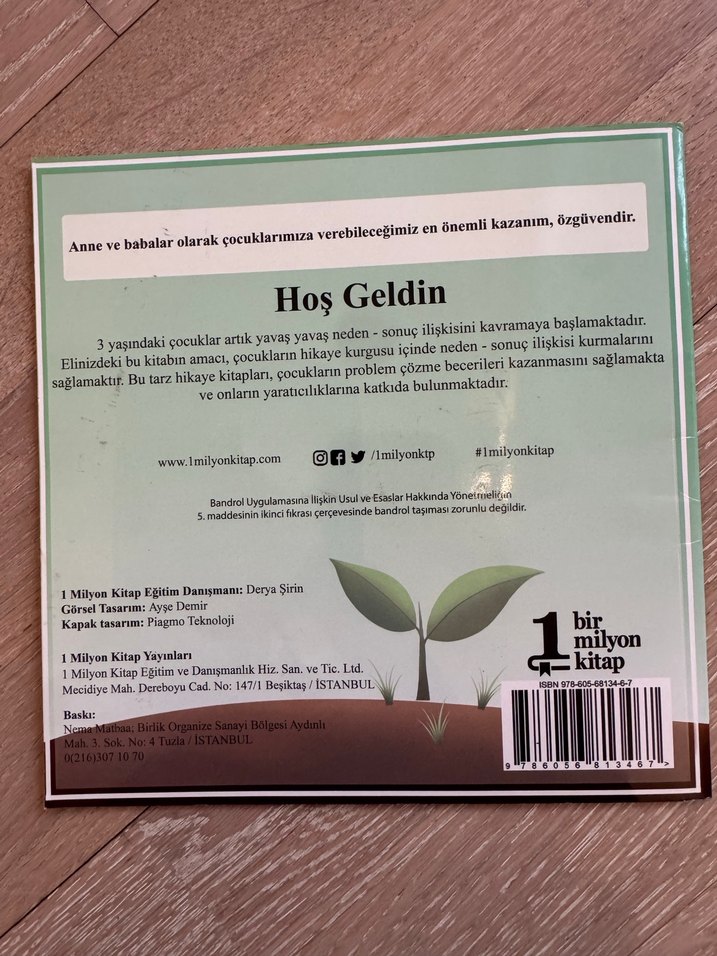 Anne ve babalar olarak çocuklarımıza verebileceğimiz en önemli kazanım, özgüvendir.
Hoş Geldin
3 yaşındaki çocuklar artık yavaş yavaş neden - sonuç ilişkisini kavramaya başlamaktadır.
Elinizdeki bu kitabın amacı, çocukların hikaye kurgusu içinde neden - sonuç ilişkisi kurmalarını
sağlamaktır. Bu tarz hikaye kitapları, çocukların problem çözme becerileri kazanmasını sağlamakta
ve onların yaratıcılıklarına katkıda bulunmaktadır.
www.1milyonkitap.com /1milyonktp #1milyonkitap
Bandrol Uygulamasına İlişkin Usul ve Esaslar Hakkında Yönetmeliğin
5. maddesinin ikinci fıkrası çerçevesinde bandrol taşıması zorunlu değildir.
1 Milyon Kitap Eğitim Danışmanı: Derya Şirin
Görsel Tasarım: Ayşe Demir
Kapak tasarım: Piagmo Teknoloji
1 Milyon Kitap Yayınları
1 Milyon Kitap Eğitim ve Danışmanlık Hiz. San. ve Tic. Ltd.
Mecidiye Mah. Dereboyu Cad. No: 147/1 Beşiktaş / İSTANBUL
Baskı:
Nema Matbaa; Birlik Organize Sanayi Bölgesi Aydınlı
Mah. 3. Sok. No: 4 Tuzla / İSTANBUL
0(216)307 10 70
1 bir
milyon
kitap
ISBN 978-605-68134-6-7
9 786056 813467 >